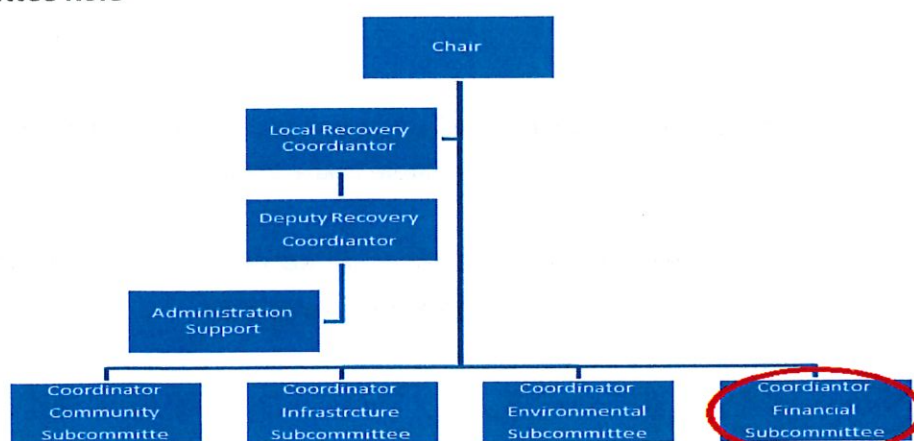 Chair
Local Recovery
Coordiantor
Deputy Recovery
Coordiantor
Administration
Support
Coordinator
Community
Subcommitte
Coordinator
Infrastrcture
Subcommittee
Coordinator
Environmental
Subcommittee
Coordiantor
Financial
Subcommittee